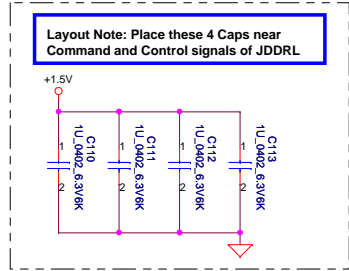 Layout Note: Place these 4 Caps near
Command and Control signals of JDDRL
+1.5V
1
2
C110
1U_0402_6.3V6K
1
2
C111
1U_0402_6.3V6K
1
2
C112
1U_0402_6.3V6K
1
2
C113
1U_0402_6.3V6K